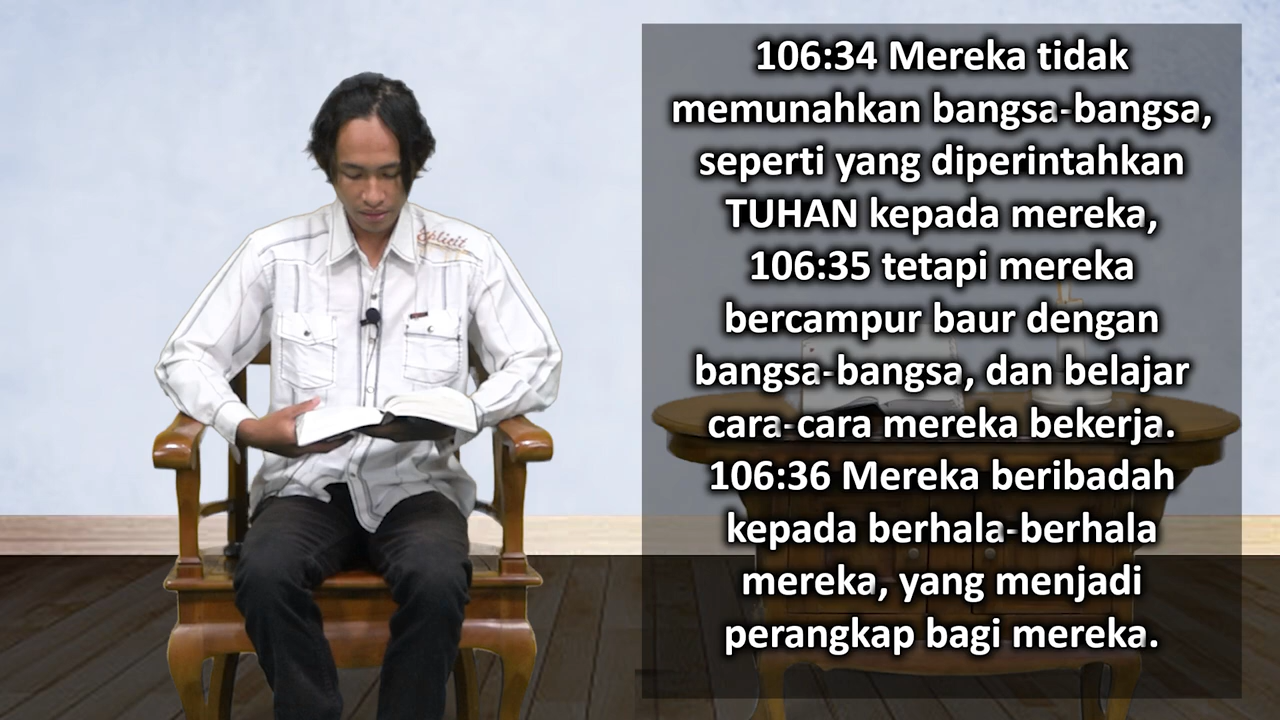 106:34 Mereka tidak
memunahkan bangsa-bangsa,
seperti yang diperintahkan
TUHAN kepada mereka,
106:35 tetapi mereka
bercampur baur dengan
bangsa-bangsa, dan belajar
cara-cara mereka bekerja.
106:36 Mereka beribadah
kepada berhala-berhala
mereka, yang menjadi
perangkap bagi mereka.